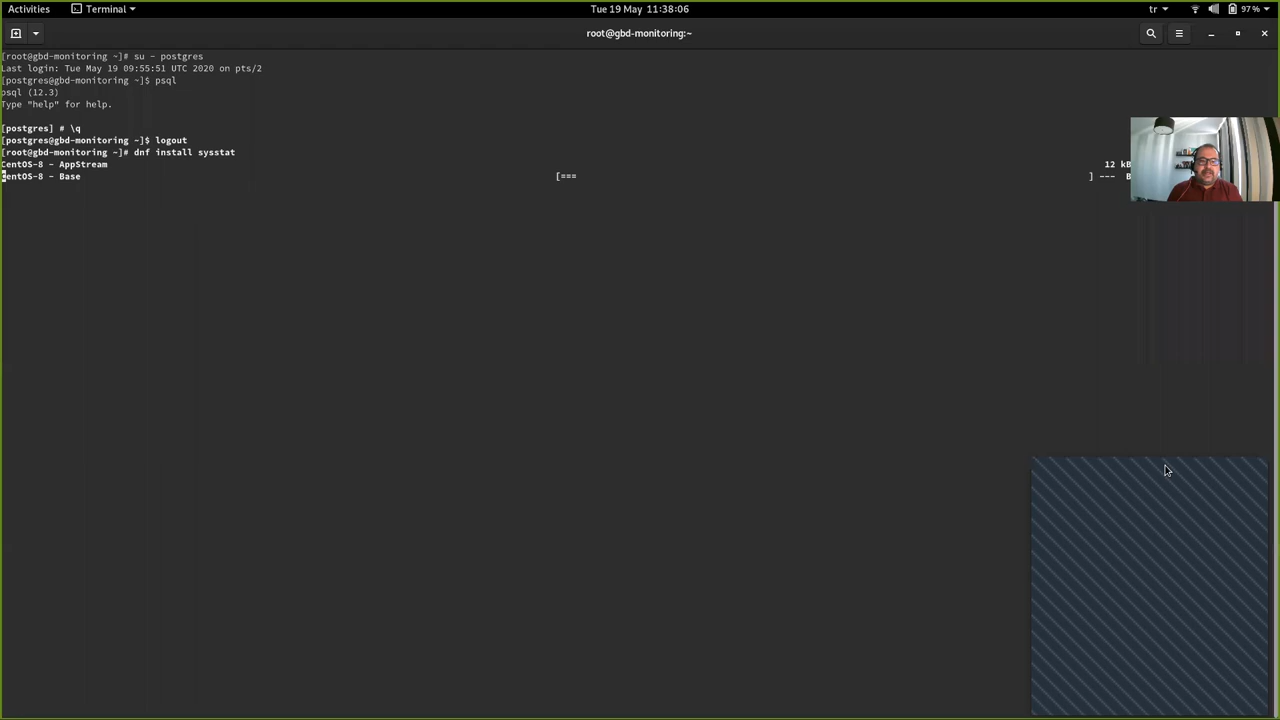 Activities Terminal Tue 19 May 11:38:06 tr 97%
root@gbd-monitoring:~
[root@gbd-monitoring ~]# su - postgres
Last login: Tue May 19 09:55:51 UTC 2020 on pts/2
[postgres@gbd-monitoring ~]$ psql
psql (12.3)
Type "help" for help.
[postgres] # \q
[postgres@gbd-monitoring ~]$ logout
[root@gbd-monitoring ~]# dnf install sysstat
CentOS-8 - AppStream 12 kB
CentOS-8 - Base [=== ] --- B